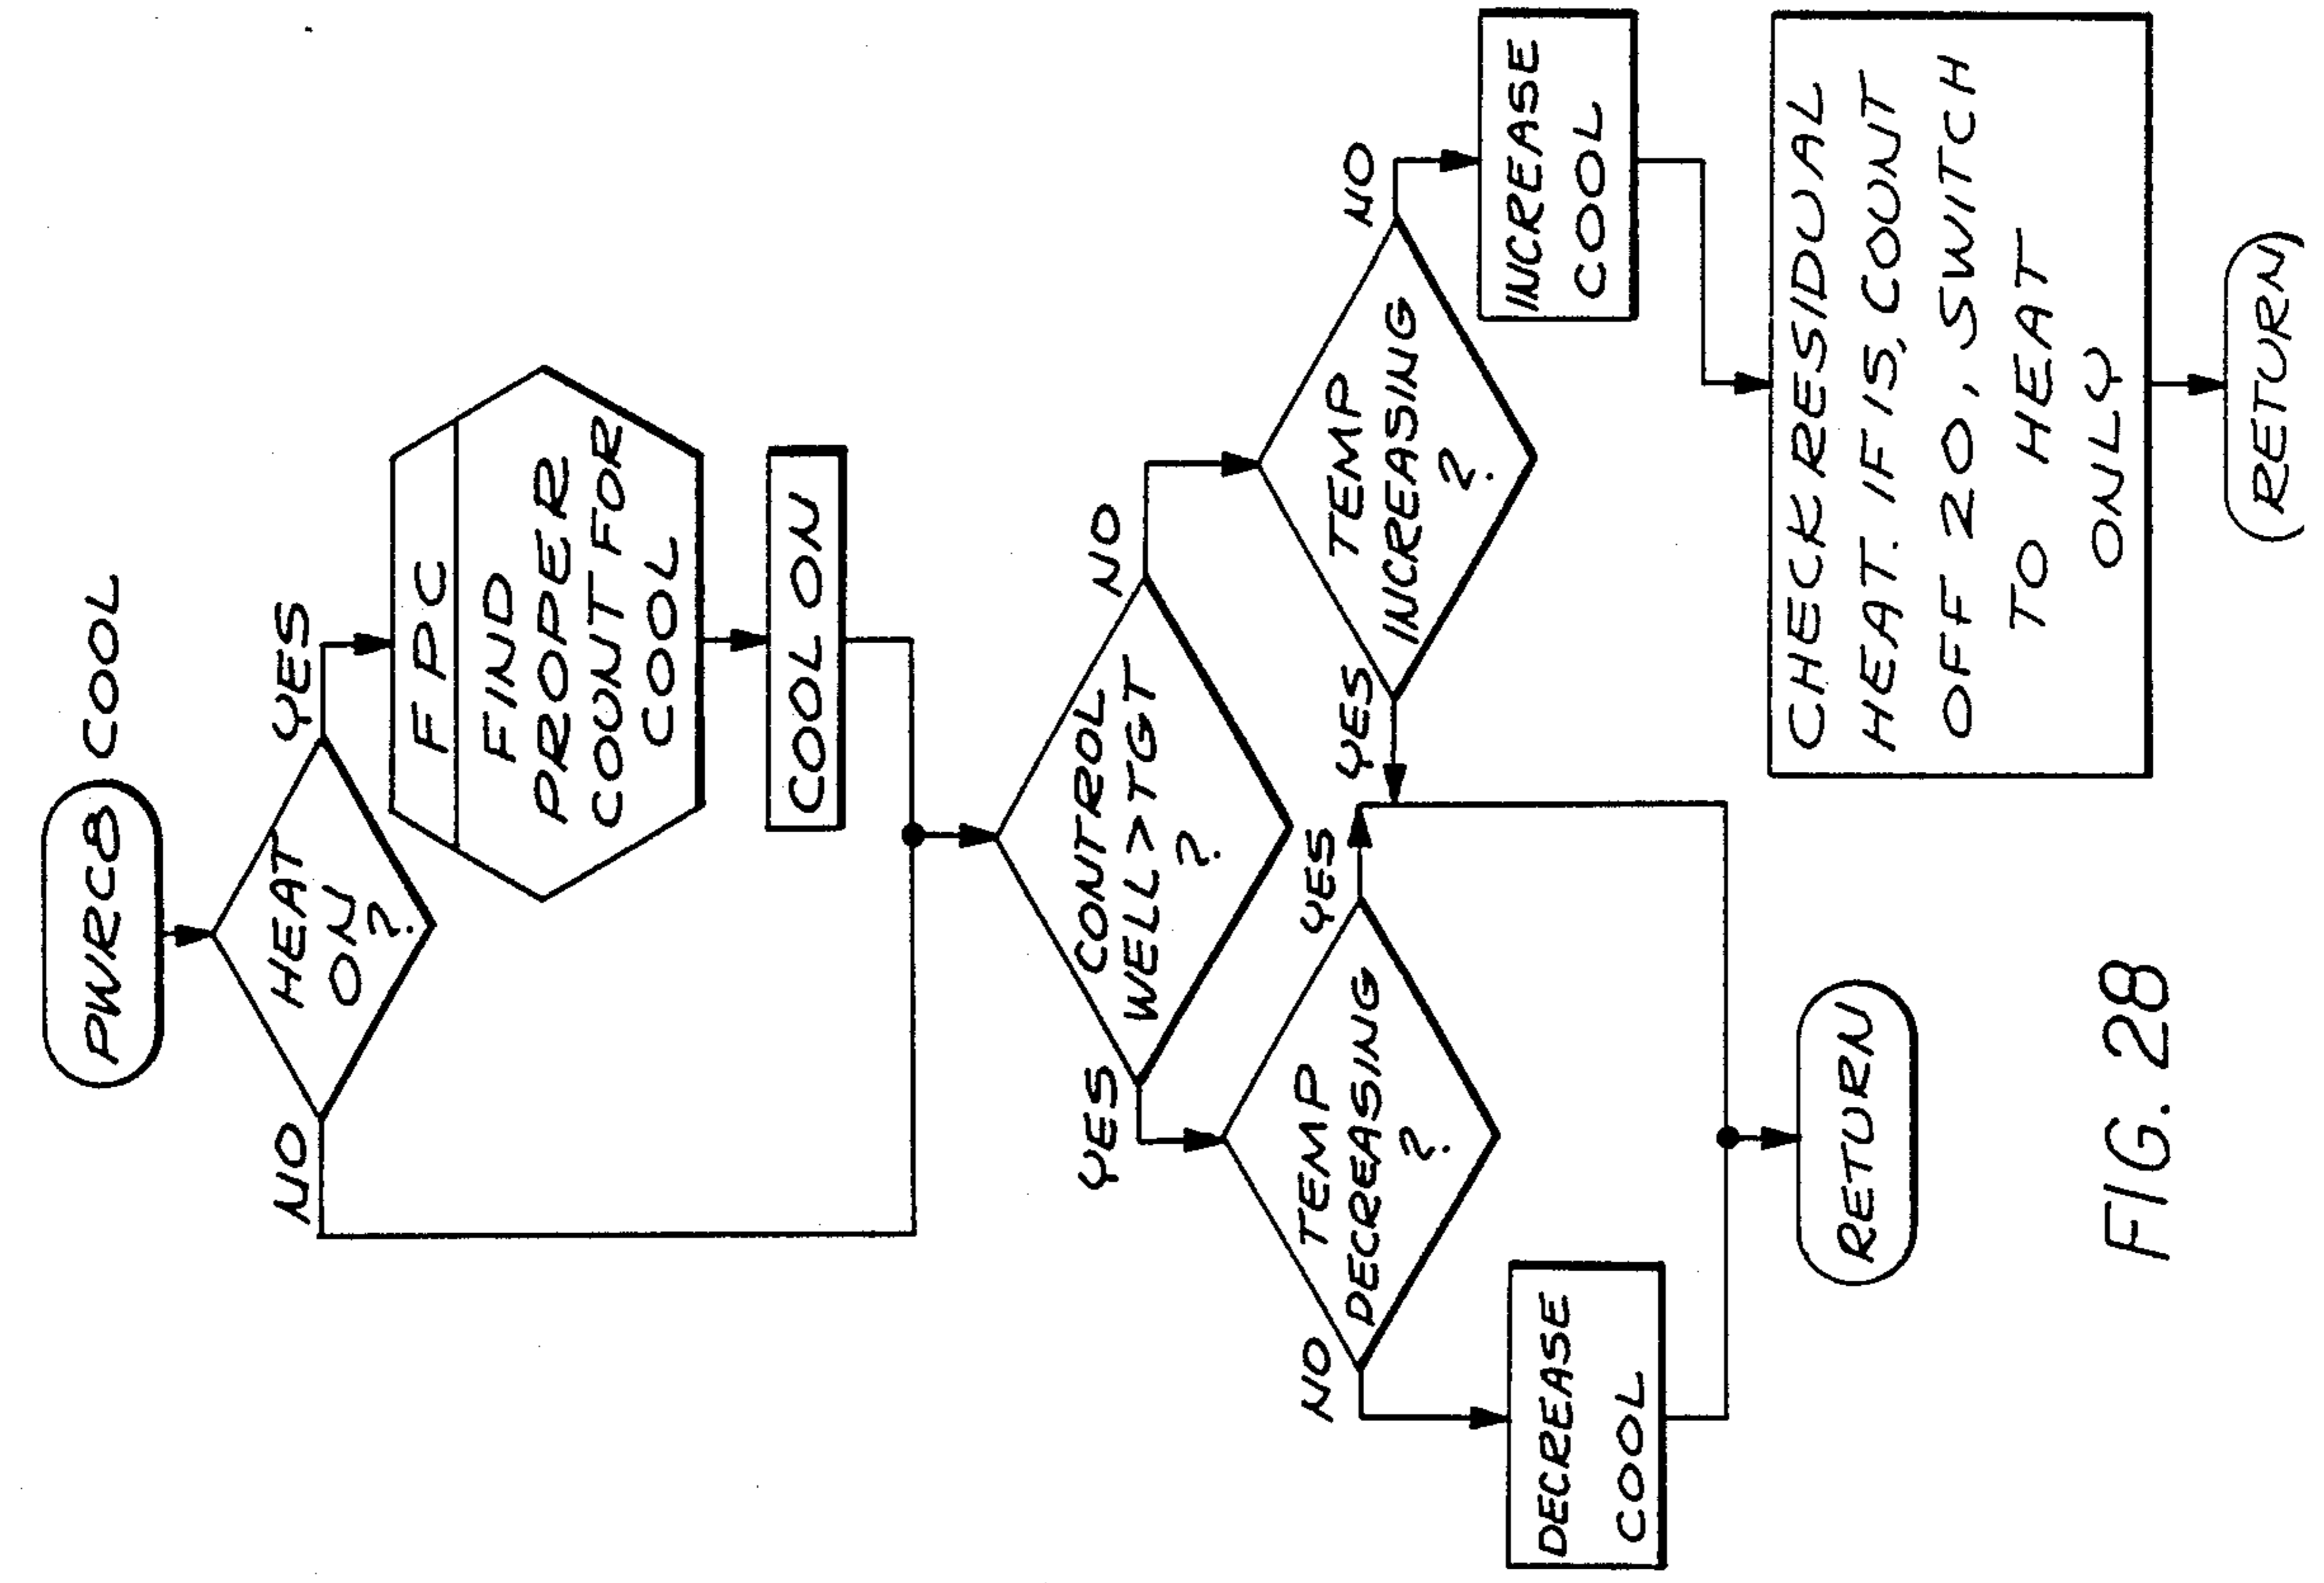 PWRC8
COOL
HEAT
ON
?
NO
YES
FPC
FIND
PROPER
COUNT FOR
COOL
COOL ON
CONTROL
WELL>TGT
?
YES
NO
TEMP
DECREASING
?
NO
YES
TEMP
INCREASING
?
YES
NO
DECREASE
COOL
INCREASE
COOL
CHECK RESIDUAL
HEAT. IF IS, COUNT
OFF 20, SWITCH
TO HEAT
ONLY
RETURN
RETURN
FIG. 28